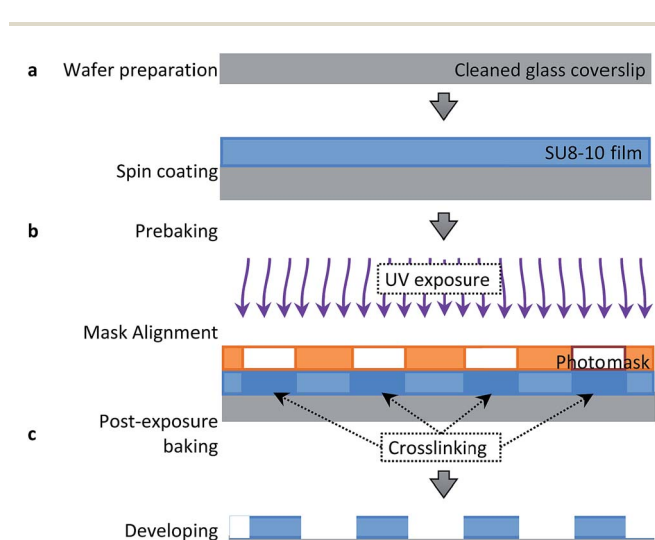 a Wafer preparation Cleaned glass coverslip
SU8-10 film
Spin coating
b Prebaking
UV exposure
Mask Alignment
Photomask
Post-exposure
baking
c Crosslinking
Developing